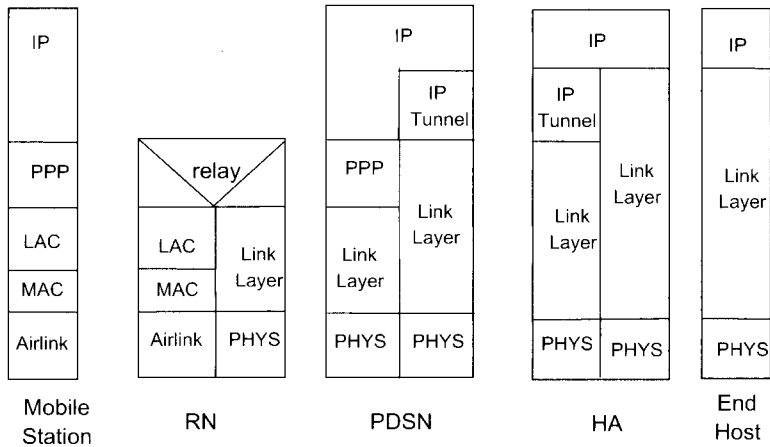 IP
PPP
LAC
MAC
Airlink
Mobile
Station
relay
LAC
MAC
Airlink
Link
Layer
PHYS
RN
IP
IP
Tunnel
PPP
Link
Layer
Link
Layer
PHYS
PHYS
PDSN
IP
IP
Tunnel
Link
Layer
Link
Layer
PHYS
PHYS
HA
IP
Link
Layer
PHYS
End
Host